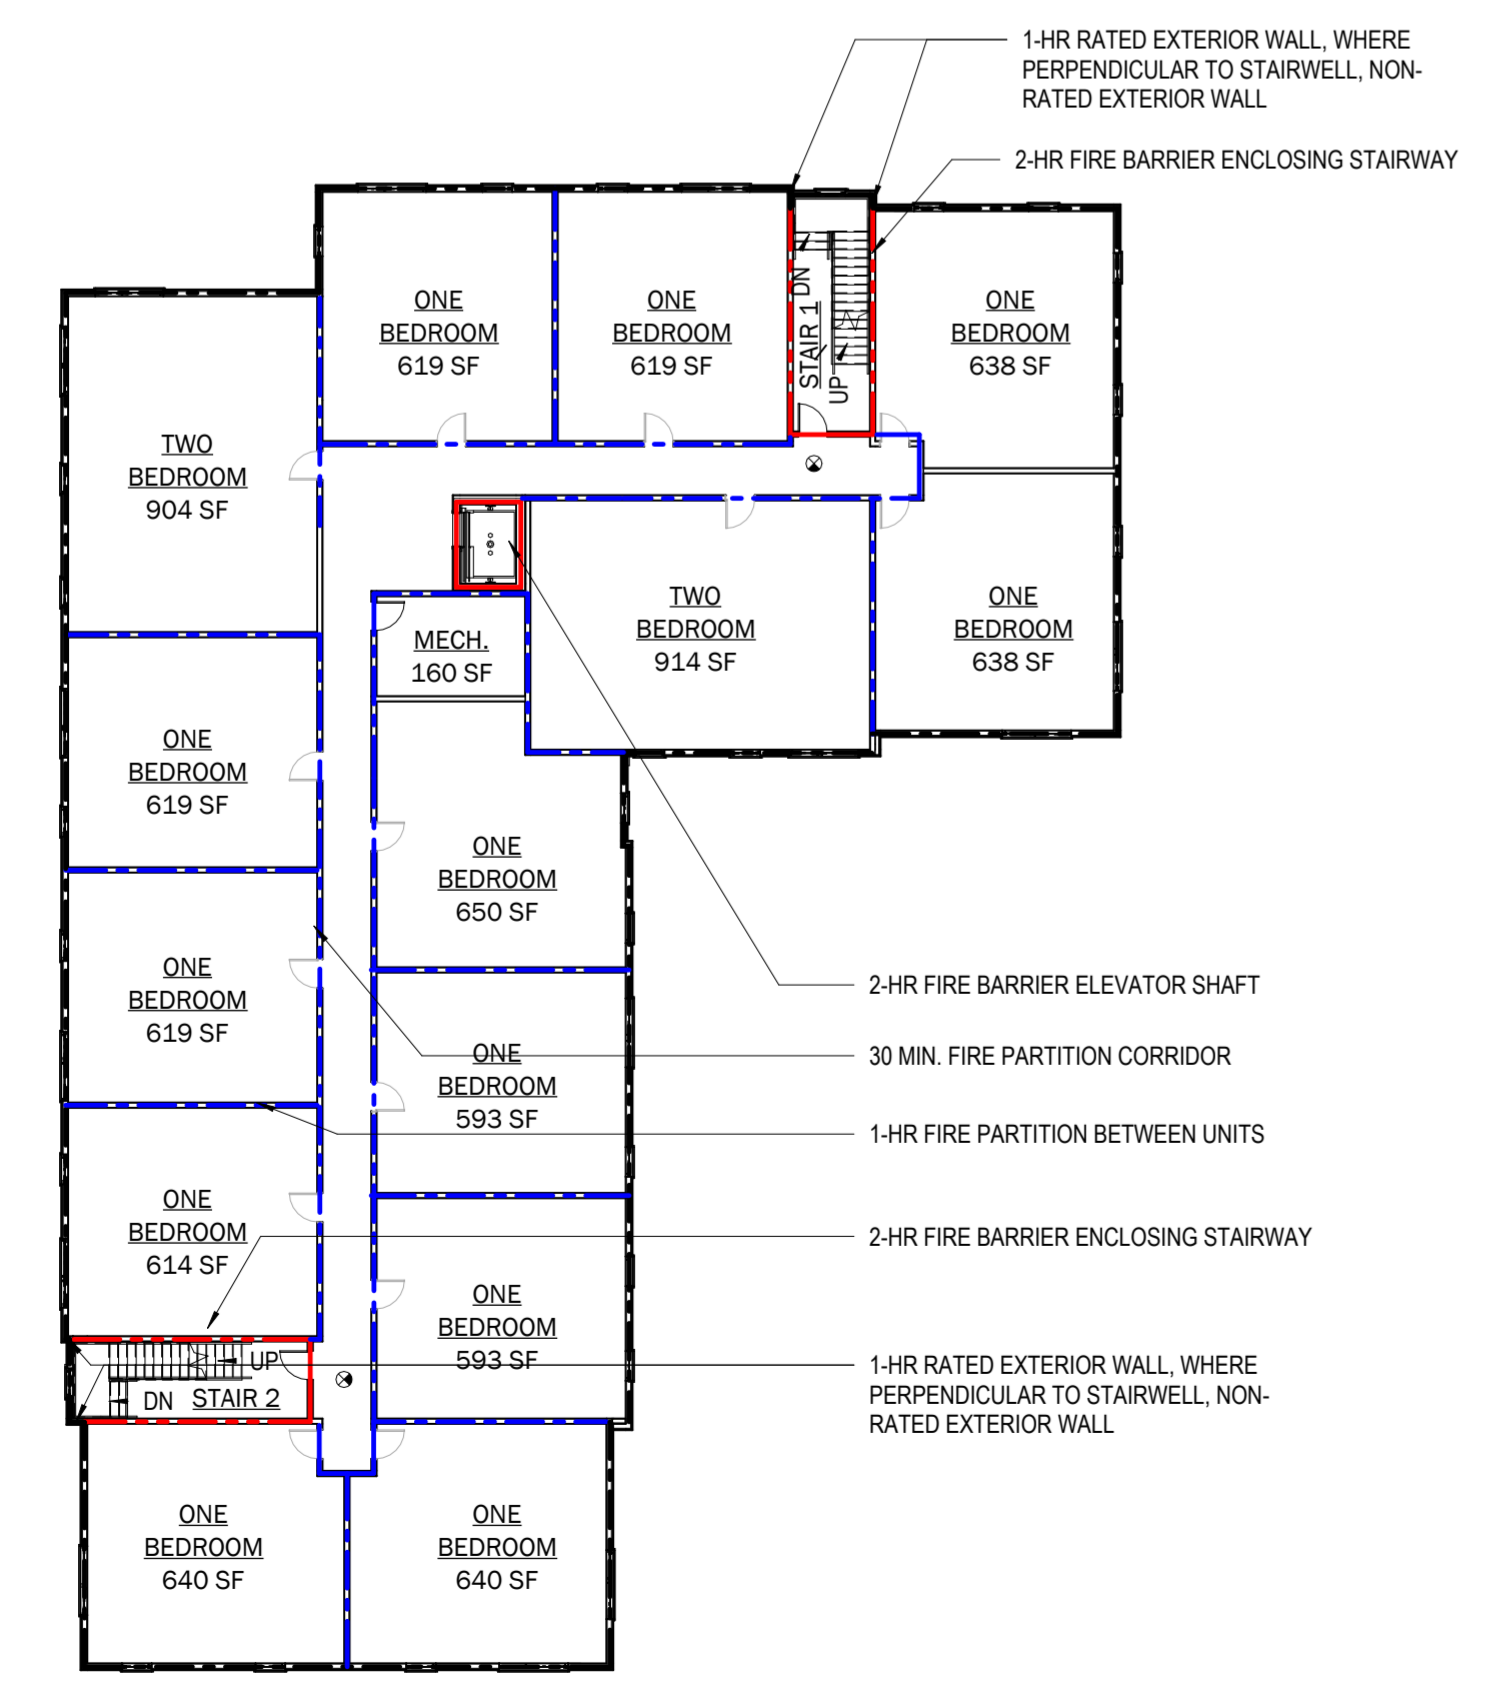 1-HR RATED EXTERIOR WALL, WHERE
PERPENDICULAR TO STAIRWELL, NON-
RATED EXTERIOR WALL
2-HR FIRE BARRIER ENCLOSING STAIRWAY
ONE
BEDROOM
619 SF
ONE
BEDROOM
619 SF
DN
STAIR 1
UP
ONE
BEDROOM
638 SF
TWO
BEDROOM
904 SF
TWO
BEDROOM
914 SF
ONE
BEDROOM
638 SF
MECH.
160 SF
ONE
BEDROOM
619 SF
ONE
BEDROOM
650 SF
ONE
BEDROOM
619 SF
2-HR FIRE BARRIER ELEVATOR SHAFT
30 MIN. FIRE PARTITION CORRIDOR
ONE
BEDROOM
593 SF
1-HR FIRE PARTITION BETWEEN UNITS
ONE
BEDROOM
614 SF
2-HR FIRE BARRIER ENCLOSING STAIRWAY
ONE
BEDROOM
593 SF
UP
DN
STAIR 2
1-HR RATED EXTERIOR WALL, WHERE
PERPENDICULAR TO STAIRWELL, NON-
RATED EXTERIOR WALL
ONE
BEDROOM
640 SF
ONE
BEDROOM
640 SF